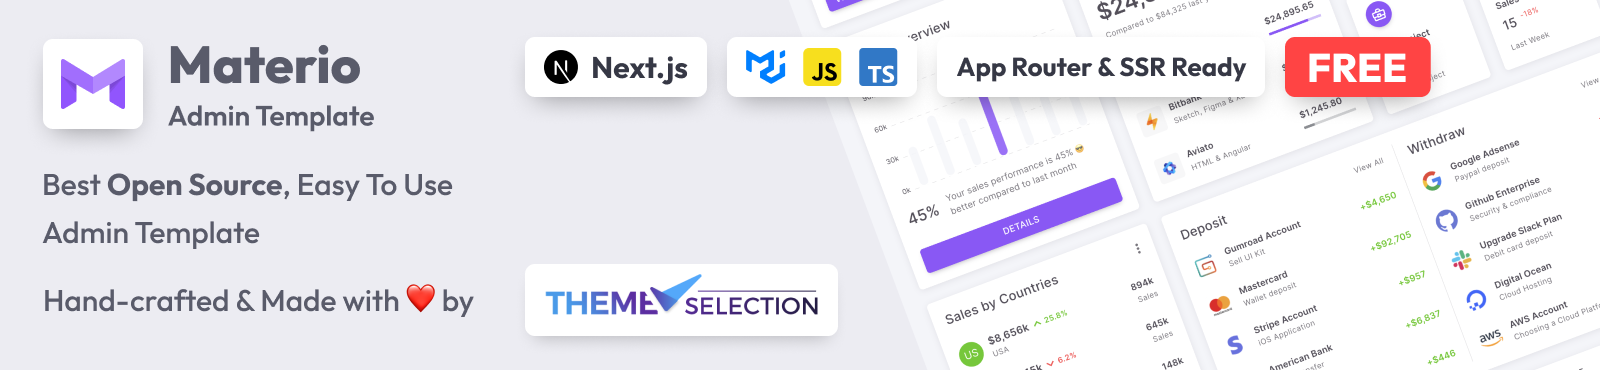 Materio
Admin Template
Best Open Source, Easy To Use
Admin Template
Hand-crafted & Made with ❤️ by
THEME SELECTION
N Next.js
JS
TS
App Router & SSR Ready
FREE
Compared to $84,325 last
$24,895.65
Sales
15 -18%
Last Week
60k
30k
0k
45%
Your sales performance is 45% 😎
better compared to last month
DETAILS
Sketch, Figma &
$1,245.80
Aviato
HTML & Angular
Sales by Countries
US
$8,656k 25.8%
USA
894k
Sales
6.2%
645k
Sales
148k
Deposit
View All
Gumroad Account
Sell UI Kit
+$4,650
Mastercard
Wallet deposit
+$92,705
Stripe Account
iOS Application
+$957
American Bank
+$6,837
+$446
Withdraw
View
Google Adsense
Paypal deposit
Github Enterprise
Security & compliance
Upgrade Slack Plan
Debit card deposit
Digital Ocean
Cloud Hosting
aws
AWS Account
Choosing a Cloud